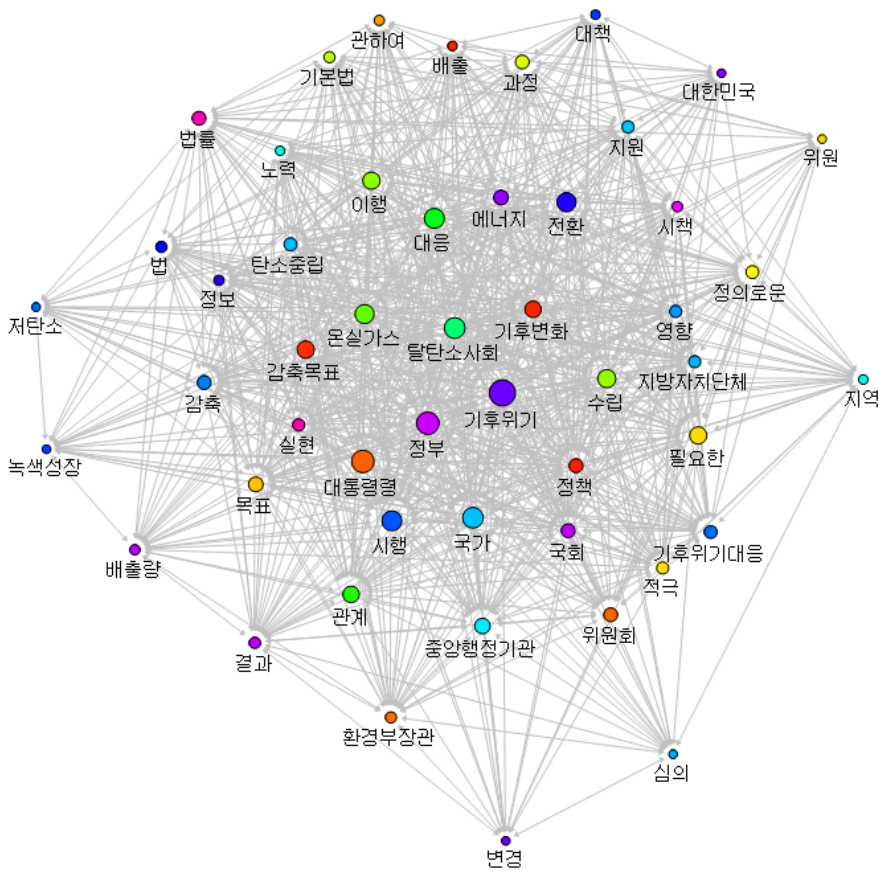 관하여
대책
배출
기본법
과정
대한민국
법률
지원
위원
노력
이행
에너지
전환
시책
대응
법
탄소중립
정의로운
정보
저탄소
온실가스
탈탄소사회
기후변화
영향
감축목표
지방자치단체
감축
수립
지역
기후위기
실현
정부
필요한
녹색성장
대통령령
정책
목표
시행
국가
국회
기후위기대응
배출량
적극
관계
중앙행정기관
위원회
결과
환경부장관
심의
변경